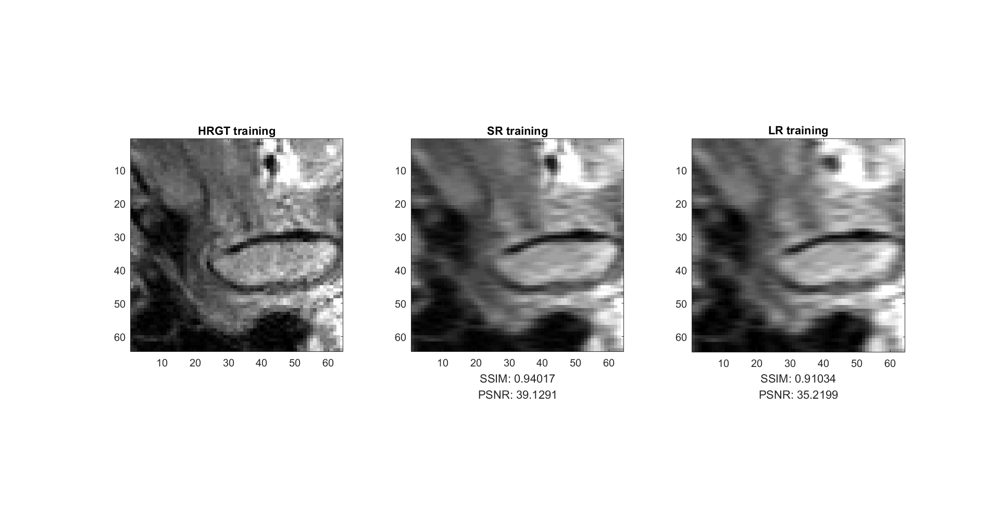 HRGT training
SR training
LR training
10
20
30
40
50
60
10 20 30 40 50 60
10
20
30
40
50
60
10 20 30 40 50 60
SSIM: 0.94017
PSNR: 39.1291
10
20
30
40
50
60
10 20 30 40 50 60
SSIM: 0.91034
PSNR: 35.2199